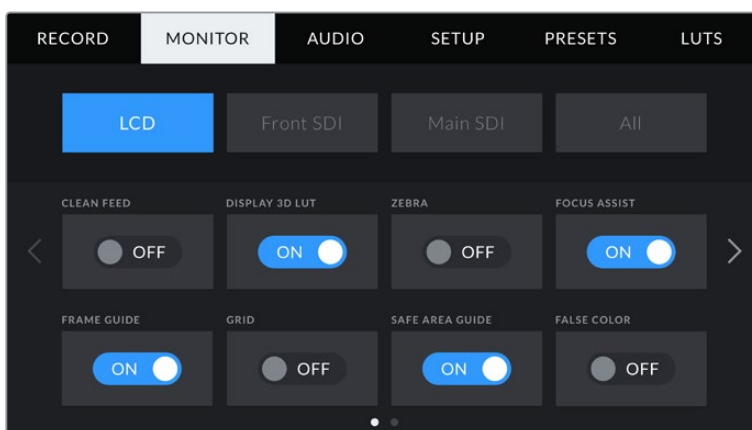 RECORD MONITOR AUDIO SETUP PRESETS LUTS
LCD Front SDI Main SDI All
CLEAN FEED DISPLAY 3D LUT ZEBRA FOCUS ASSIST
OFF ON OFF ON
FRAME GUIDE GRID SAFE AREA GUIDE FALSE COLOR
ON OFF ON OFF